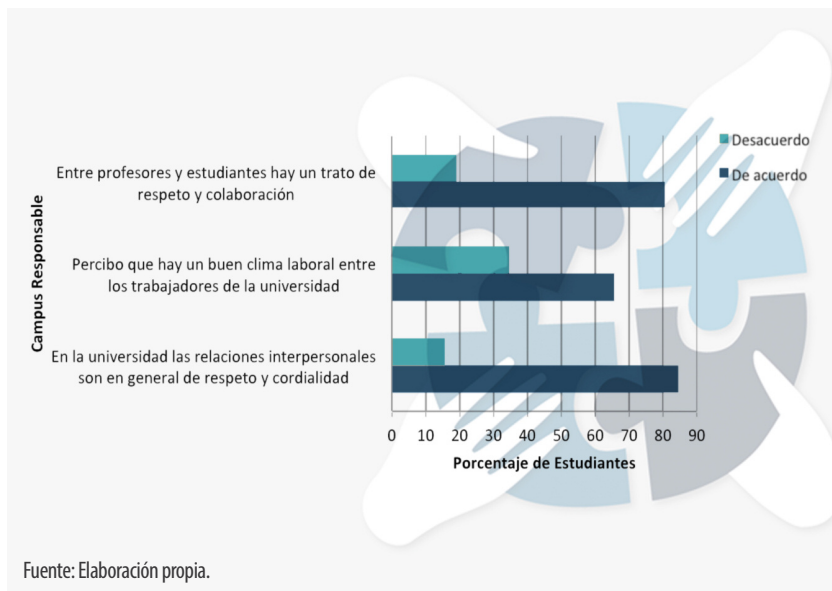 Desacuerdo
De acuerdo
Entre profesores y estudiantes hay un trato de
respeto y colaboración
Percibo que hay un buen clima laboral entre
los trabajadores de la universidad
En la universidad las relaciones interpersonales
son en general de respeto y cordialidad
Campus Responsable
0 10 20 30 40 50 60 70 80 90
Porcentaje de Estudiantes
Fuente: Elaboración propia.